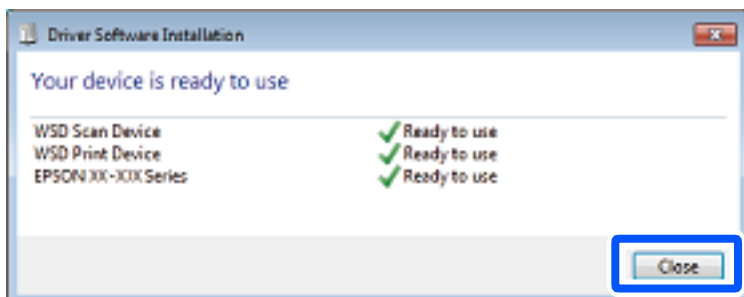 Driver Software Installation
Your device is ready to use
WSD Scan Device Ready to use
WSD Print Device Ready to use
EPSON XX-XXX Series Ready to use
Close